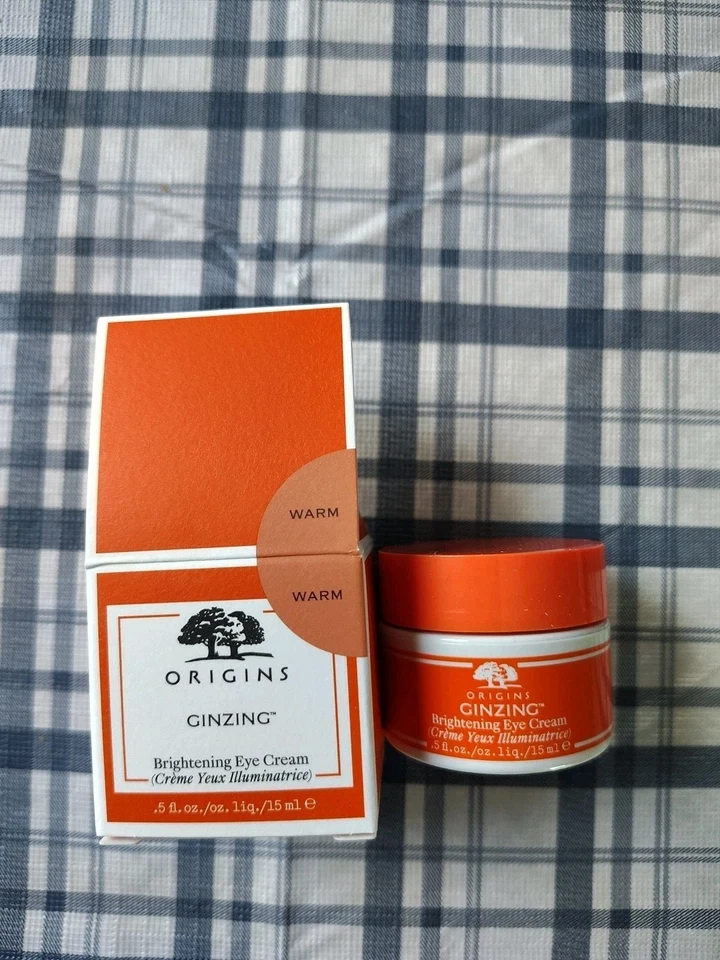 WARM
WARM
ORIGINS
GINZING™
Brightening Eye Cream
(Crème Yeux Illuminatrice)
.5 fl. oz./oz. liq./15 ml ℮
ORIGINS
GINZING™
Brightening Eye Cream
(Crème Yeux Illuminatrice)
.5 fl. oz./oz. liq./15 ml ℮